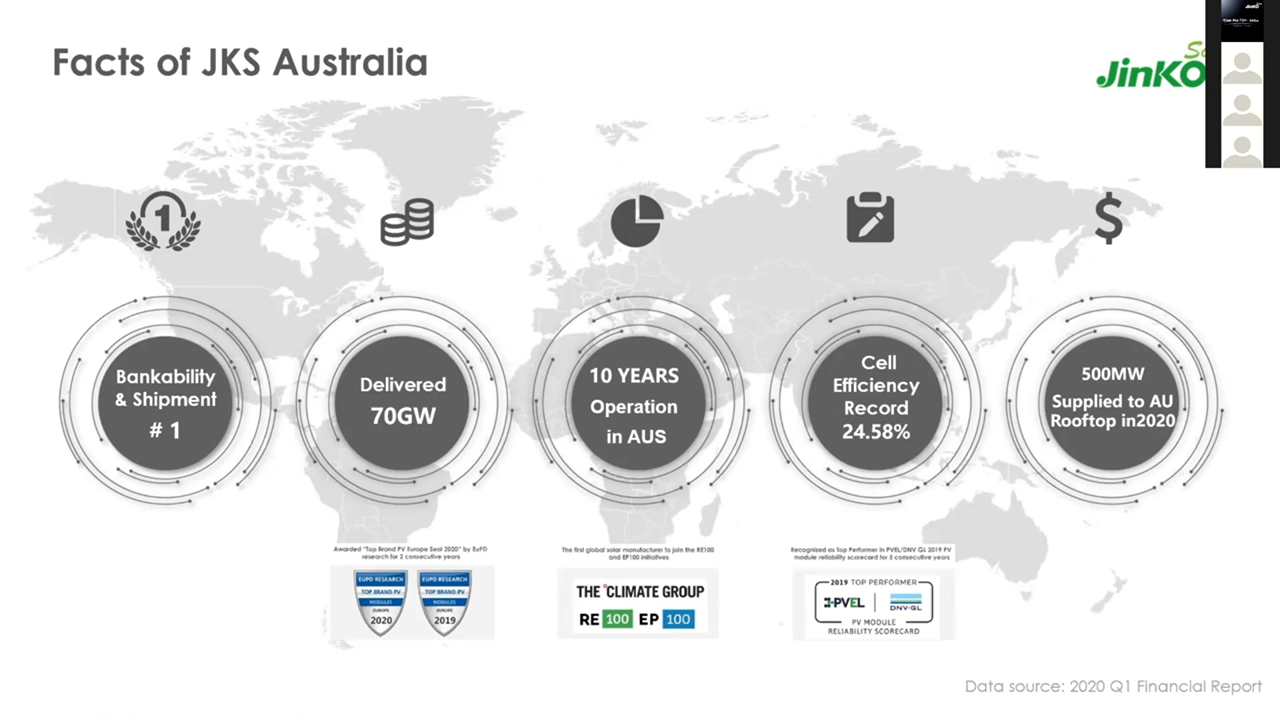 Facts of JKS Australia
JinKO
1
Bankability
& Shipment
# 1
Delivered
70GW
10 YEARS
Operation
in AUS
Cell
Efficiency
Record
24.58%
$
500MW
Supplied to AU
Rooftop in2020
Awarded "Top Brand PV Europe Seal 2020" by EuPD
research for 2 consecutive years
EUPD RESEARCH
TOP BRAND PV
MODULES
EUROPE
2020
EUPD RESEARCH
TOP BRAND PV
MODULES
EUROPE
2019
The first global solar manufacturer to join the RE100
and EP100 initiatives
THE °CLIMATE GROUP
RE 100 EP 100
Recognized as Top Performer in PVEL/DNV GL 2019 PV
module reliability scorecard for 5 consecutive years
2019 TOP PERFORMER
PVEL | DNV·GL
PV MODULE
RELIABILITY SCORECARD
Data source: 2020 Q1 Financial Report